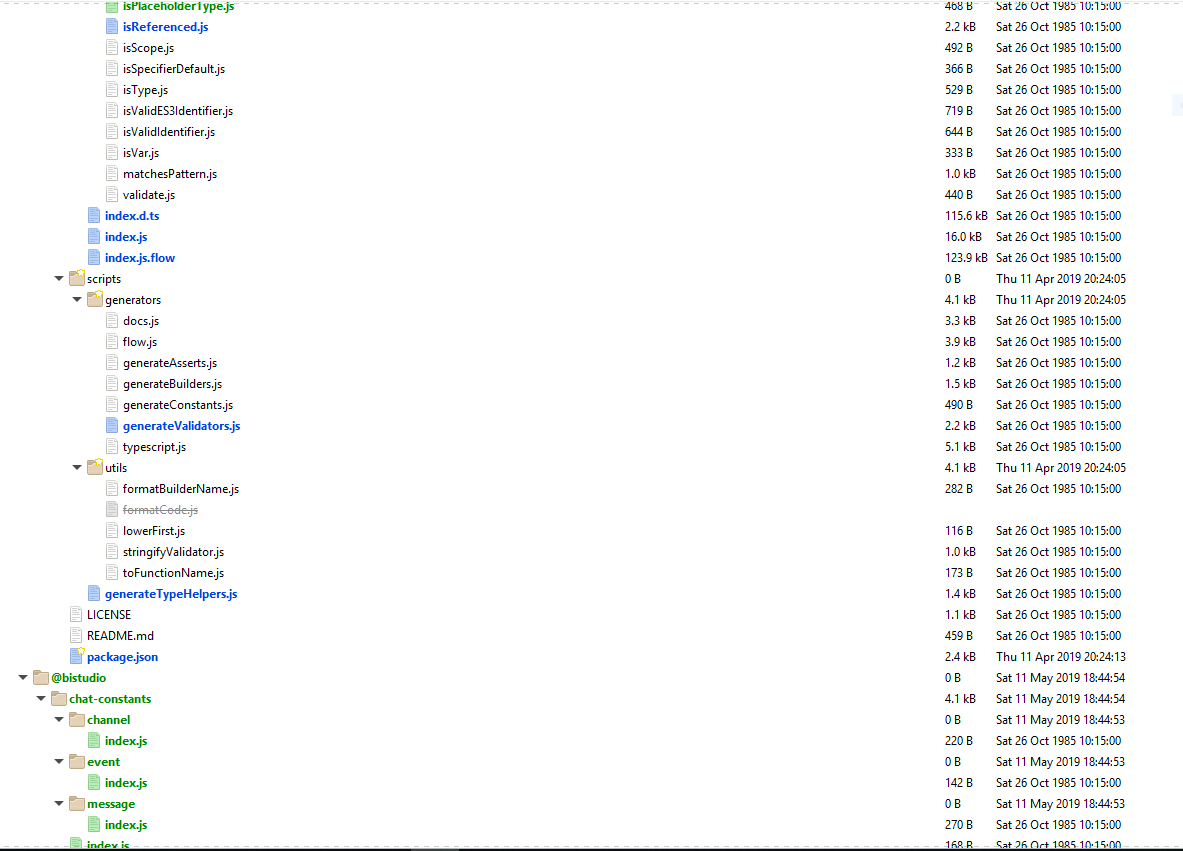 isPlaceholderType.js 468 B Sat 26 Oct 1985 10:15:00
isReferenced.js 2.2 kB Sat 26 Oct 1985 10:15:00
isScope.js 492 B Sat 26 Oct 1985 10:15:00
isSpecifierDefault.js 366 B Sat 26 Oct 1985 10:15:00
isType.js 529 B Sat 26 Oct 1985 10:15:00
isValidES3Identifier.js 719 B Sat 26 Oct 1985 10:15:00
isValidIdentifier.js 644 B Sat 26 Oct 1985 10:15:00
isVar.js 333 B Sat 26 Oct 1985 10:15:00
matchesPattern.js 1.0 kB Sat 26 Oct 1985 10:15:00
validate.js 440 B Sat 26 Oct 1985 10:15:00
index.d.ts 115.6 kB Sat 26 Oct 1985 10:15:00
index.js 16.0 kB Sat 26 Oct 1985 10:15:00
index.js.flow 123.9 kB Sat 26 Oct 1985 10:15:00
scripts 0 B Thu 11 Apr 2019 20:24:05
generators 4.1 kB Thu 11 Apr 2019 20:24:05
docs.js 3.3 kB Sat 26 Oct 1985 10:15:00
flow.js 3.9 kB Sat 26 Oct 1985 10:15:00
generateAsserts.js 1.2 kB Sat 26 Oct 1985 10:15:00
generateBuilders.js 1.5 kB Sat 26 Oct 1985 10:15:00
generateConstants.js 490 B Sat 26 Oct 1985 10:15:00
generateValidators.js 2.2 kB Sat 26 Oct 1985 10:15:00
typescript.js 5.1 kB Sat 26 Oct 1985 10:15:00
utils 4.1 kB Thu 11 Apr 2019 20:24:05
formatBuilderName.js 282 B Sat 26 Oct 1985 10:15:00
formatCode.js
lowerFirst.js 116 B Sat 26 Oct 1985 10:15:00
stringifyValidator.js 1.0 kB Sat 26 Oct 1985 10:15:00
toFunctionName.js 173 B Sat 26 Oct 1985 10:15:00
generateTypeHelpers.js 1.4 kB Sat 26 Oct 1985 10:15:00
LICENSE 1.1 kB Sat 26 Oct 1985 10:15:00
README.md 459 B Sat 26 Oct 1985 10:15:00
package.json 2.4 kB Thu 11 Apr 2019 20:24:13
@bistudio 0 B Sat 11 May 2019 18:44:54
chat-constants 4.1 kB Sat 11 May 2019 18:44:54
channel 0 B Sat 11 May 2019 18:44:53
index.js 220 B Sat 26 Oct 1985 10:15:00
event 0 B Sat 11 May 2019 18:44:53
index.js 142 B Sat 26 Oct 1985 10:15:00
message 0 B Sat 11 May 2019 18:44:53
index.js 270 B Sat 26 Oct 1985 10:15:00
index.js 168 B Sat 26 Oct 1985 10:15:00